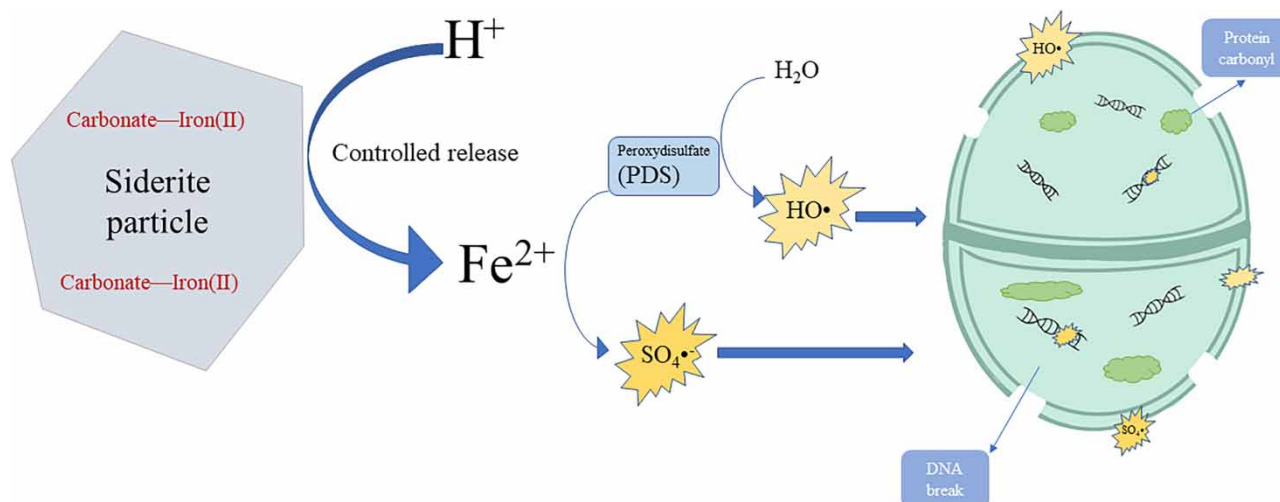 Carbonate—Iron(II)
Siderite
particle
Carbonate—Iron(II)
H⁺
Controlled release
Fe²⁺
Peroxydisulfate
(PDS)
H₂O
HO•
SO₄•⁻
HO•
Protein
carbonyl
SO₄•
DNA
break